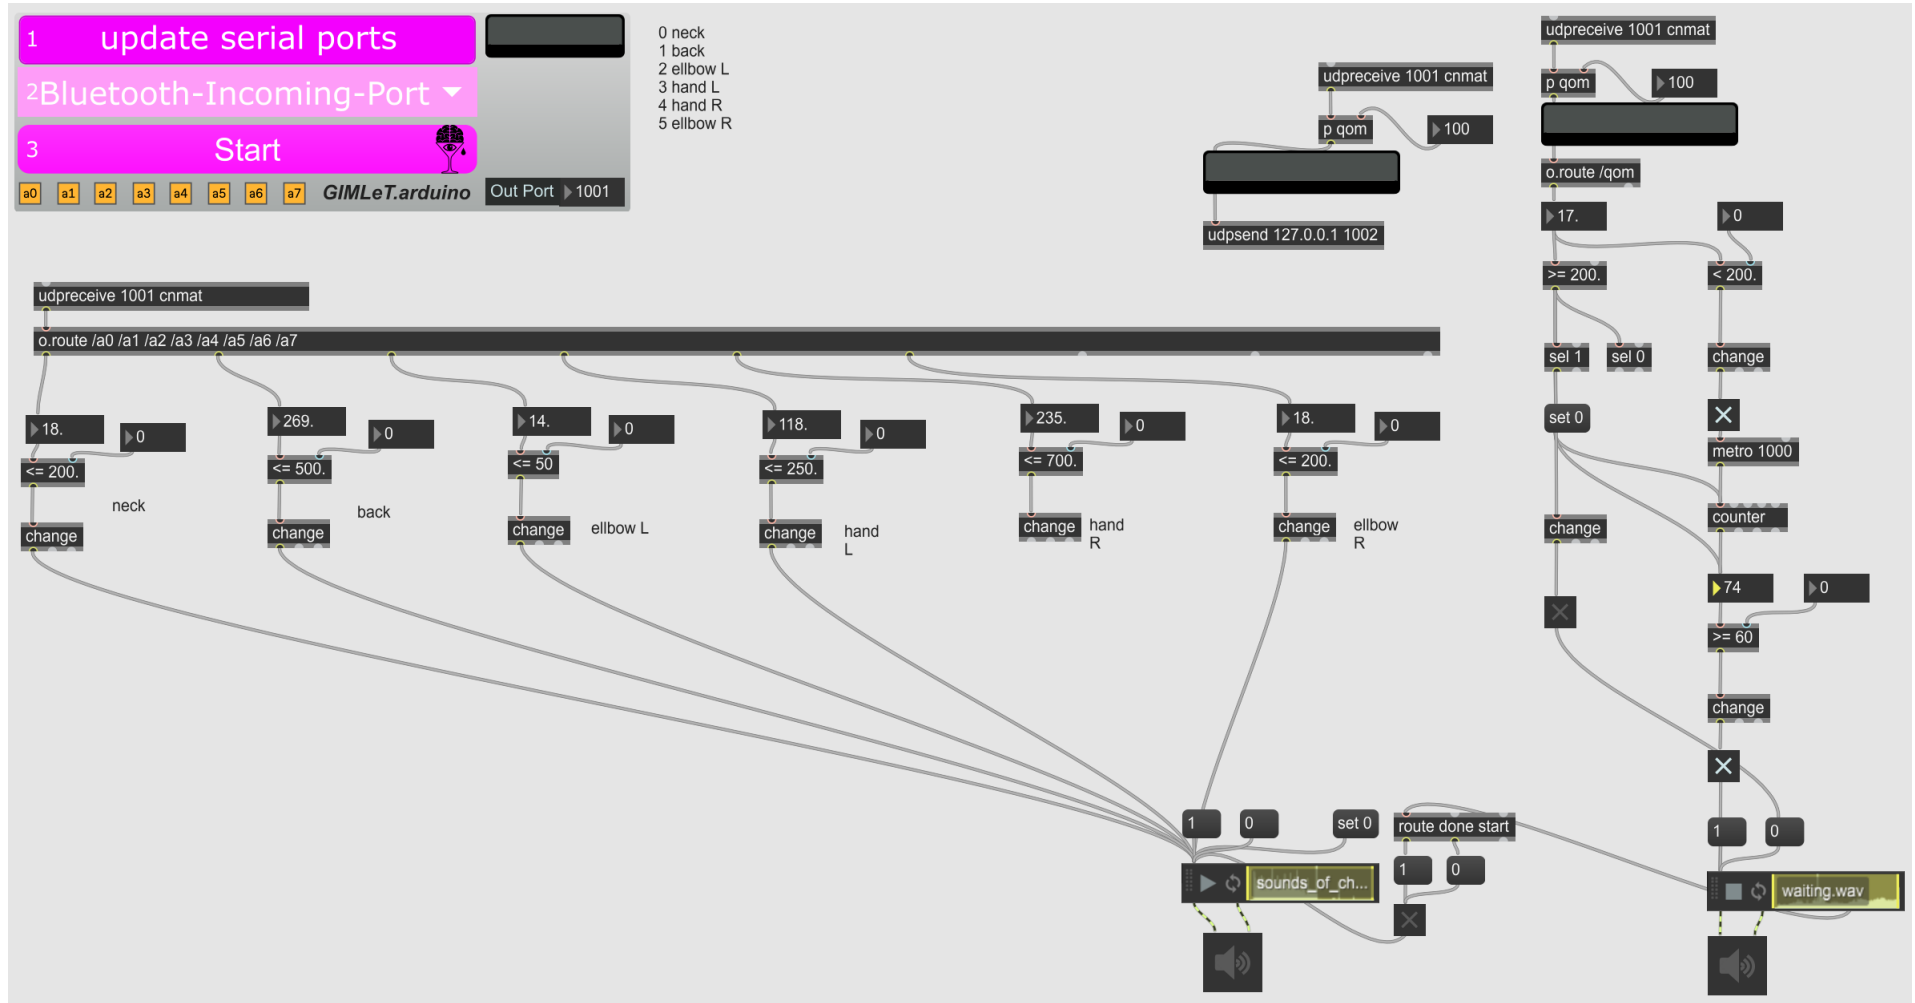 1 update serial ports
2Bluetooth-Incoming-Port
3 Start
a0 a1 a2 a3 a4 a5 a6 a7 GIMLeT.arduino Out Port 1001
0 neck
1 back
2 ellbow L
3 hand L
4 hand R
5 ellbow R
udpreceive 1001 cnmat
p qom 100
udpsend 127.0.0.1 1002
udpreceive 1001 cnmat
p qom 100
o.route /qom
17. 0
>= 200. < 200.
sel 1 sel 0 change
set 0
metro 1000
counter
change
74 0
>= 60
change
1 0
waiting.wav
udpreceive 1001 cnmat
o.route /a0 /a1 /a2 /a3 /a4 /a5 /a6 /a7
18. 0
<= 200.
neck
change
269. 0
<= 500.
back
change
14. 0
<= 50
change ellbow L
118. 0
<= 250.
change hand
L
235. 0
<= 700.
change hand
R
18. 0
<= 200.
change ellbow
R
1 0 set 0 route done start
1 0
sounds_of_ch...